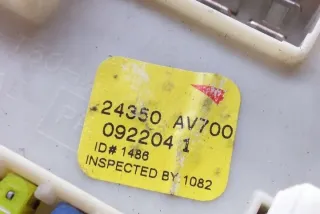 24350 AV700
092204 1
ID# 1486
INSPECTED BY 1082